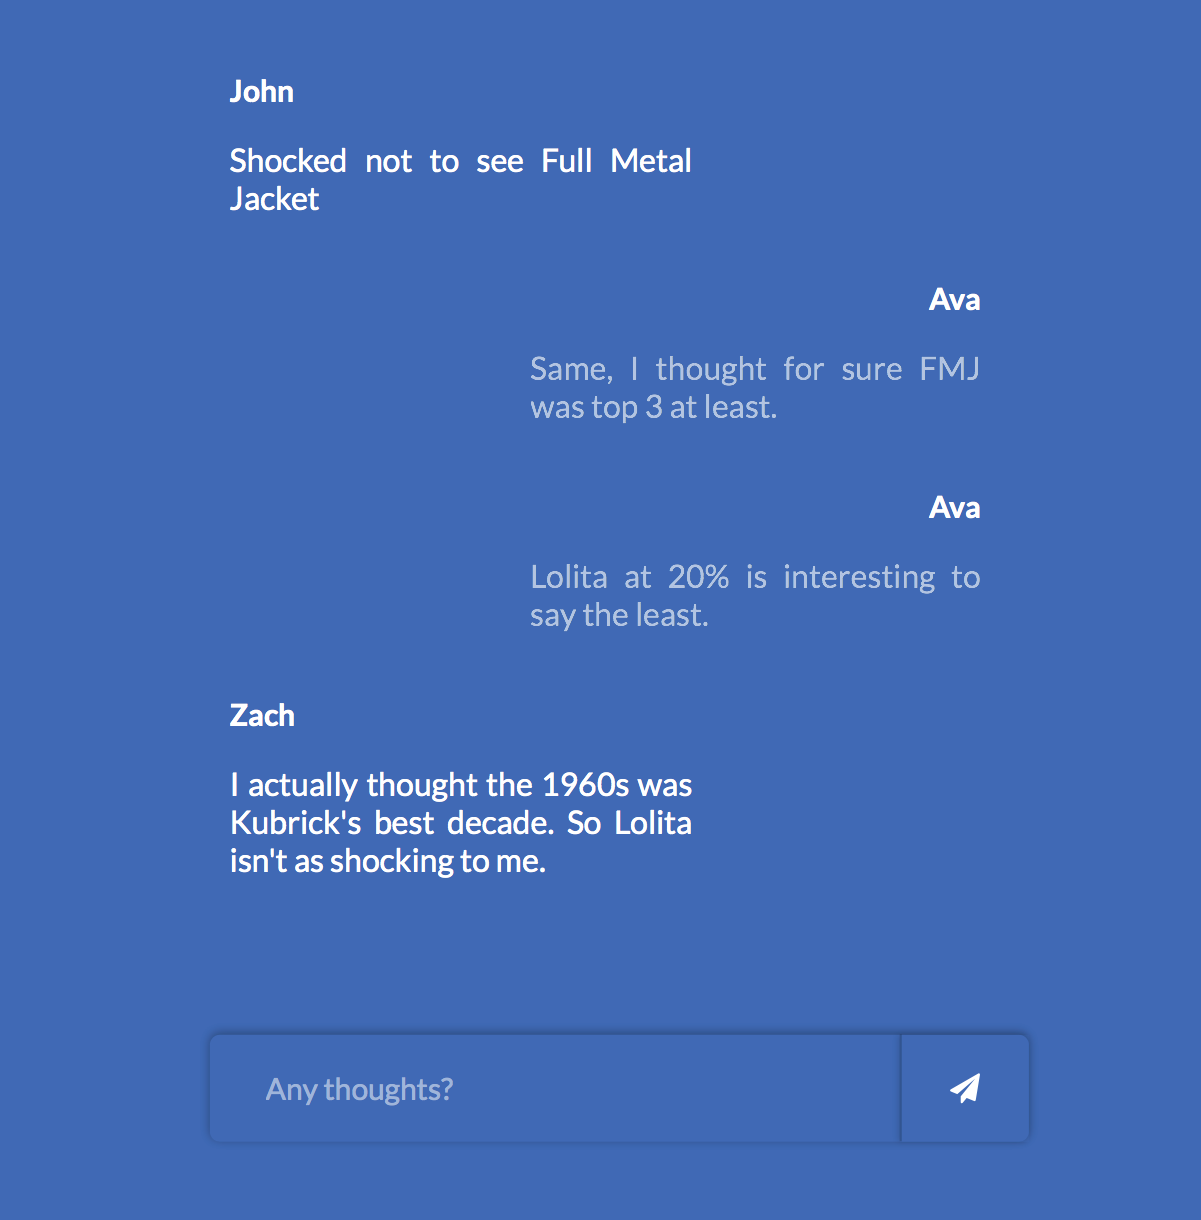 John
Shocked not to see Full Metal
Jacket
Ava
Same, I thought for sure FMJ
was top 3 at least.
Ava
Lolita at 20% is interesting to
say the least.
Zach
I actually thought the 1960s was
Kubrick's best decade. So Lolita
isn't as shocking to me.
Any thoughts?